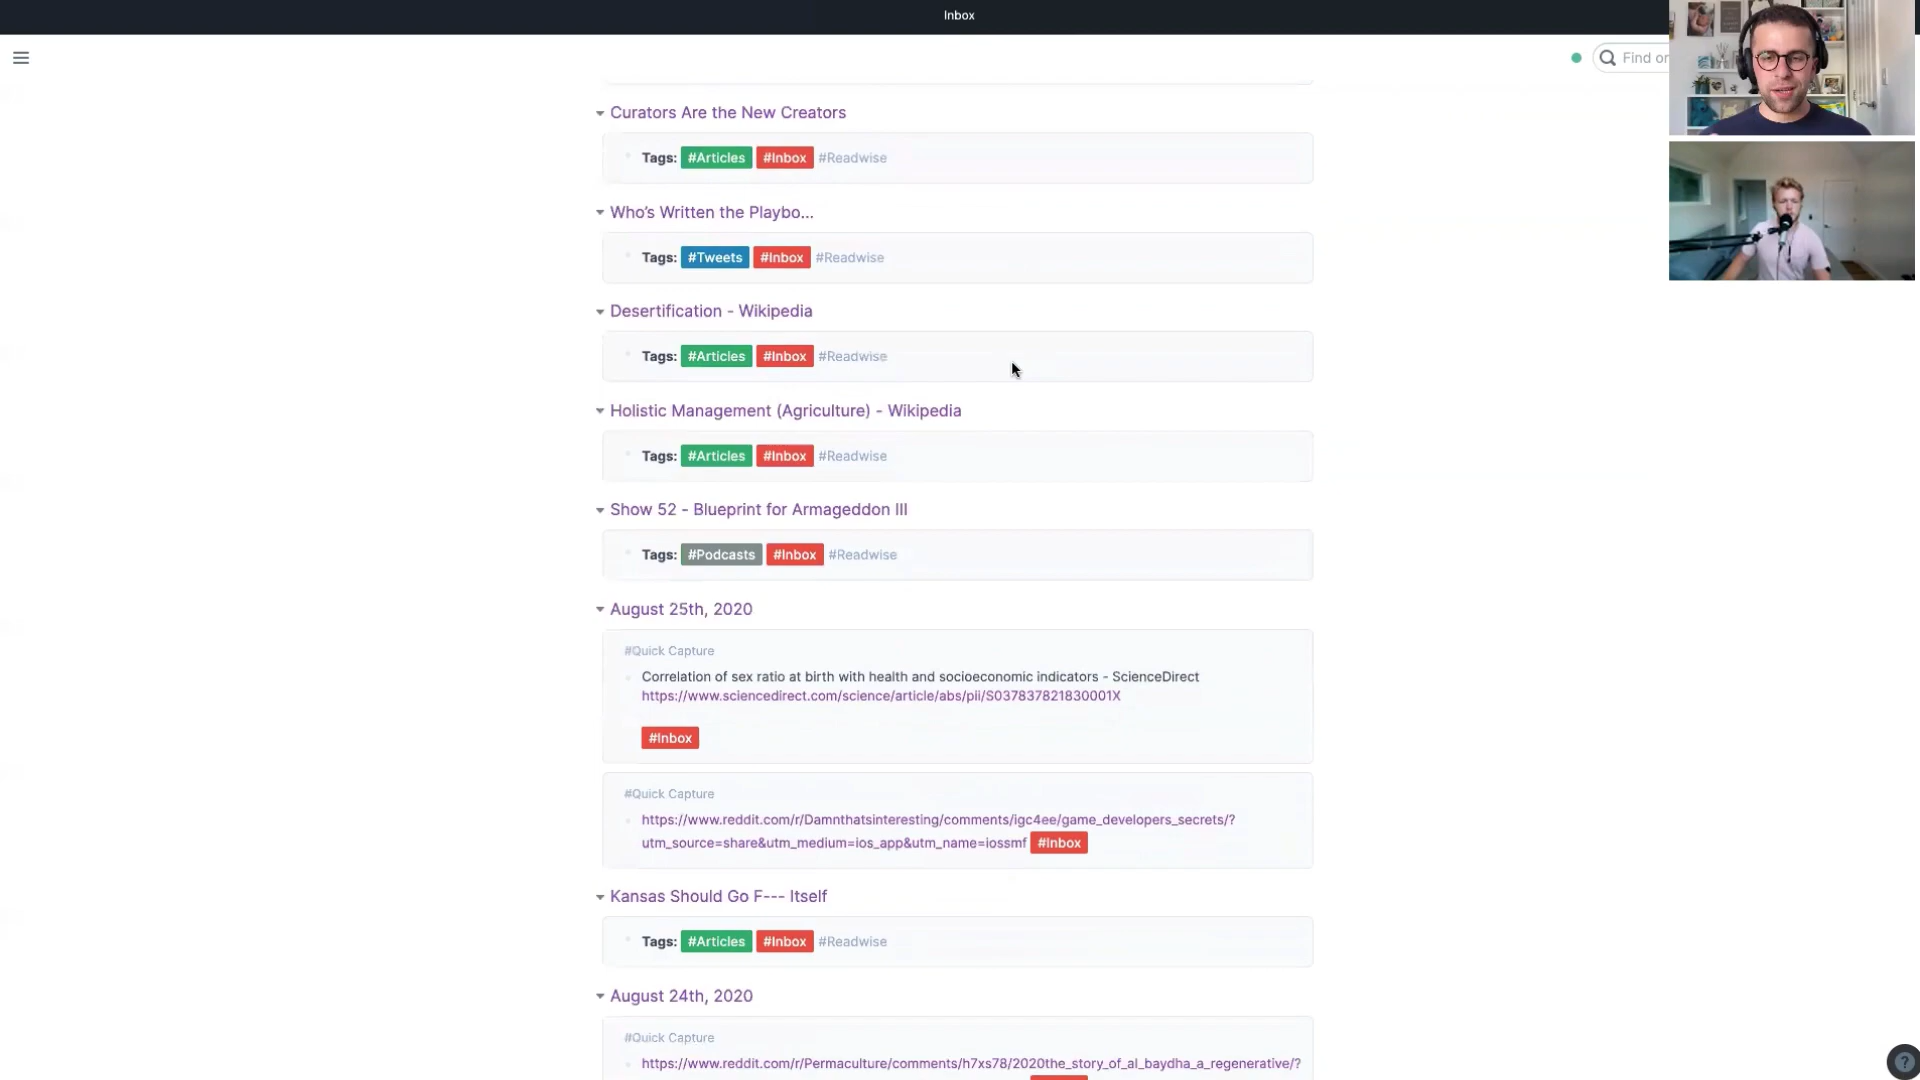 Inbox
Find or
Curators Are the New Creators
Tags: #Articles #Inbox #Readwise
Who's Written the Playbo...
Tags: #Tweets #Inbox #Readwise
Desertification - Wikipedia
Tags: #Articles #Inbox #Readwise
Holistic Management (Agriculture) - Wikipedia
Tags: #Articles #Inbox #Readwise
Show 52 - Blueprint for Armageddon III
Tags: #Podcasts #Inbox #Readwise
August 25th, 2020
#Quick Capture
Correlation of sex ratio at birth with health and socioeconomic indicators - ScienceDirect
https://www.sciencedirect.com/science/article/abs/pii/S037837821830001X
#Inbox
#Quick Capture
https://www.reddit.com/r/Damnthatsinteresting/comments/igc4ee/game_developers_secrets/?
utm_source=share&utm_medium=ios_app&utm_name=iossmf #Inbox
Kansas Should Go F--- Itself
Tags: #Articles #Inbox #Readwise
August 24th, 2020
#Quick Capture
https://www.reddit.com/r/Permaculture/comments/h7xs78/2020the_story_of_al_baydha_a_regenerative/?
?